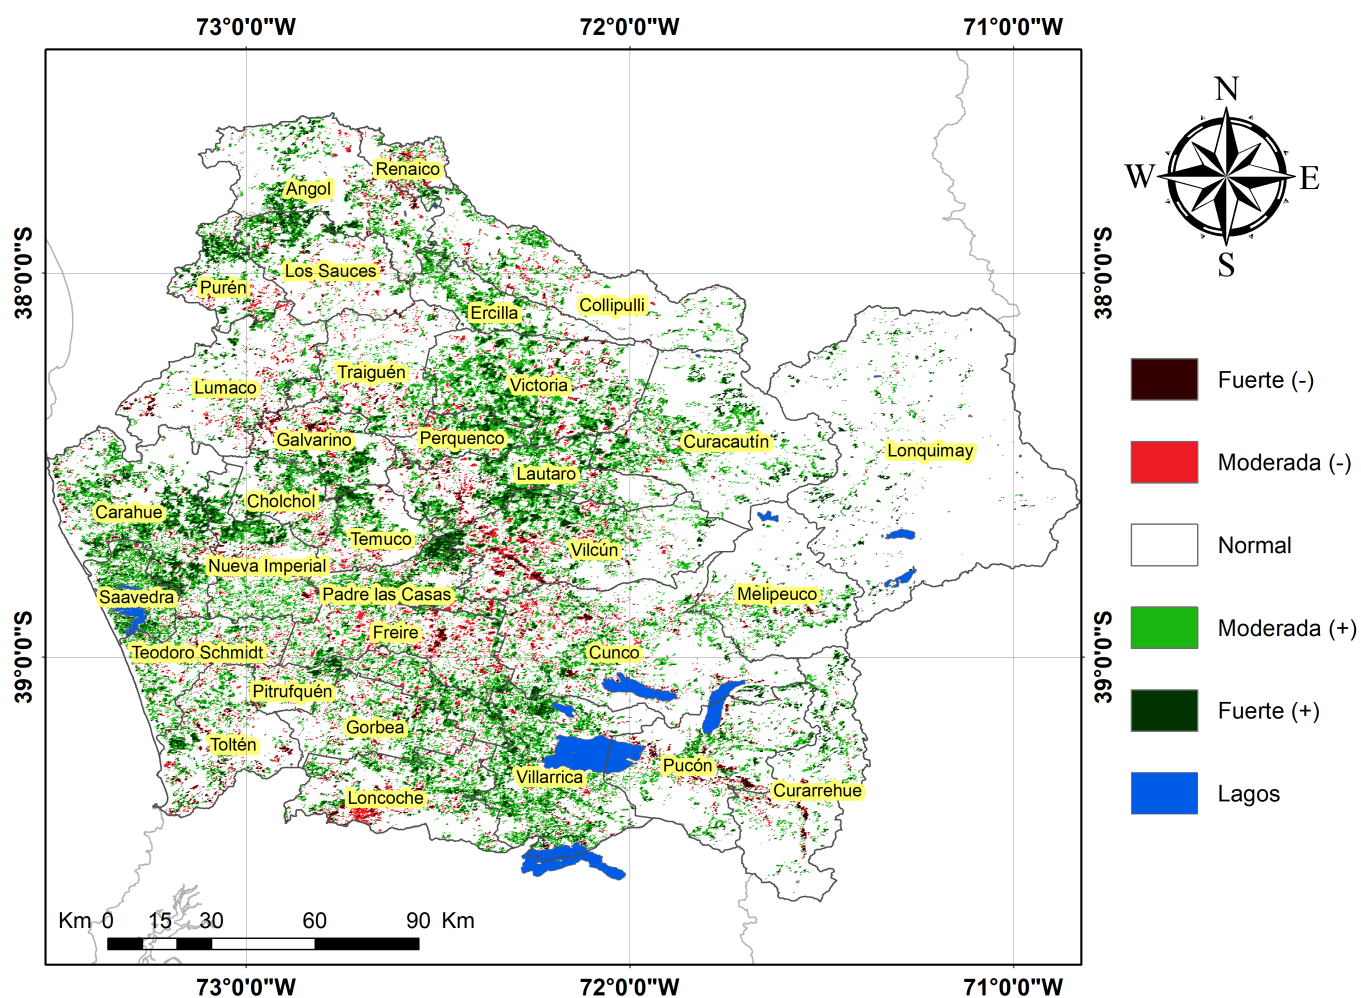 73°0'0"W
72°0'0"W
71°0'0"W
N
W
E
S
38°0'0"S
38°0'0"S
39°0'0"S
39°0'0"S
Renaico
Angol
Los Sauces
Purén
Collipulli
Ercilla
Traiguén
Lumaco
Victoria
Galvarino
Perquenco
Curacautín
Lonquimay
Lautaro
Cholchol
Carahue
Temuco
Vilcún
Nueva Imperial
Saavedra
Padre las Casas
Melipeuco
Freire
Teodoro Schmidt
Cunco
Pitrufquén
Gorbea
Toltén
Pucón
Villarrica
Curarrehue
Loncoche
Fuerte (-)
Moderada (-)
Normal
Moderada (+)
Fuerte (+)
Lagos
Km 0 15 30 60 90 Km
73°0'0"W
72°0'0"W
71°0'0"W